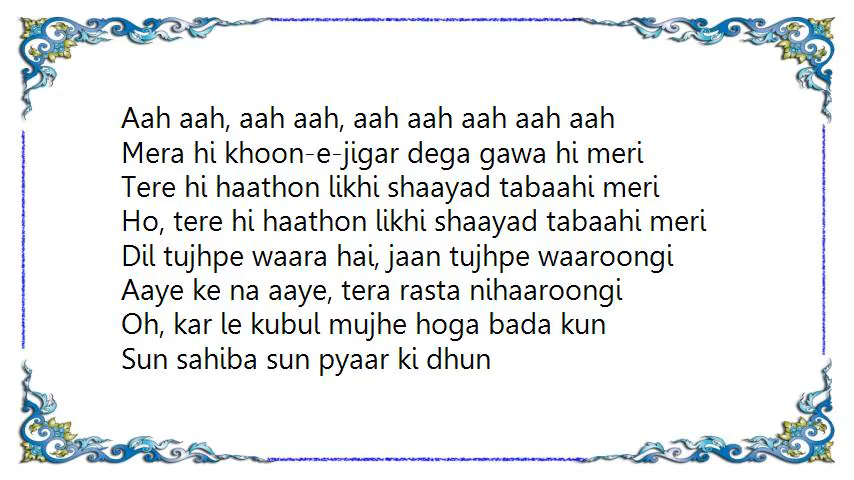 Aah aah, aah aah, aah aah aah aah aah
Mera hi khoon-e-jigar dega gawa hi meri
Tere hi haathon likhi shaayad tabaahi meri
Ho, tere hi haathon likhi shaayad tabaahi meri
Dil tujhpe waara hai, jaan tujhpe waaroongi
Aaye ke na aaye, tera rasta nihaaroongi
Oh, kar le kubul mujhe hoga bada kun
Sun sahiba sun pyaar ki dhun